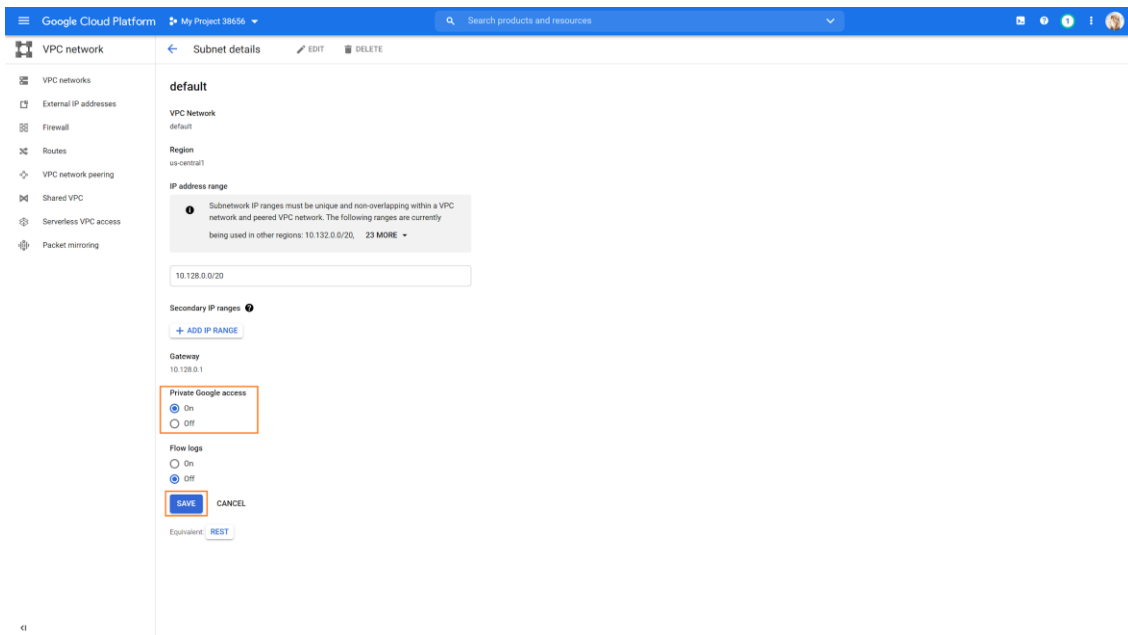 Google Cloud Platform My Project 38656 Search products and resources 1
VPC network Subnet details EDIT DELETE
VPC networks
External IP addresses
Firewall
Routes
VPC network peering
Shared VPC
Serverless VPC access
Packet mirroring
default
VPC Network
default
Region
us-central1
IP address range
Subnetwork IP ranges must be unique and non-overlapping within a VPC
network and peered VPC network. The following ranges are currently
being used in other regions: 10.132.0.0/20, 23 MORE
10.128.0.0/20
Secondary IP ranges
+ ADD IP RANGE
Gateway
10.128.0.1
Private Google access
On
Off
Flow logs
On
Off
SAVE CANCEL
Equivalent: REST